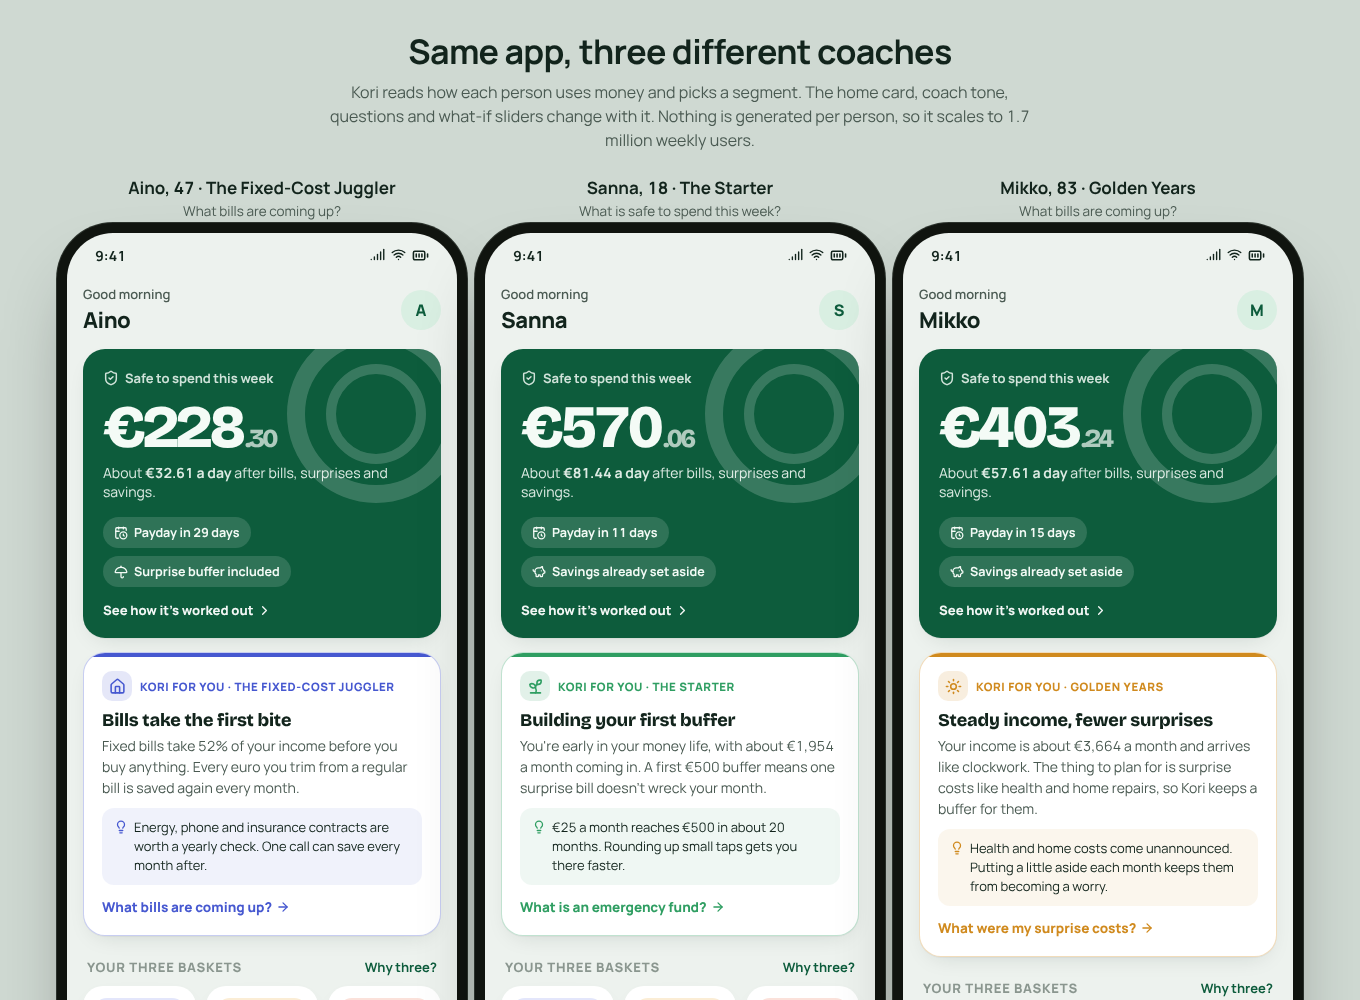 Same app, three different coaches
Kori reads how each person uses money and picks a segment. The home card, coach tone,
questions and what-if sliders change with it. Nothing is generated per person, so it scales to 1.7
million weekly users.
Aino, 47 · The Fixed-Cost Juggler
What bills are coming up?
9:41
Good morning
Aino
A
Safe to spend this week
€228.30
About €32.61 a day after bills, surprises and
savings.
Payday in 29 days
Surprise buffer included
See how it's worked out
KORI FOR YOU · THE FIXED-COST JUGGLER
Bills take the first bite
Fixed bills take 52% of your income before you
buy anything. Every euro you trim from a regular
bill is saved again every month.
Energy, phone and insurance contracts are
worth a yearly check. One call can save every
month after.
What bills are coming up? →
YOUR THREE BASKETS
Why three?
Sanna, 18 · The Starter
What is safe to spend this week?
9:41
Good morning
Sanna
S
Safe to spend this week
€570.06
About €81.44 a day after bills, surprises and
savings.
Payday in 11 days
Savings already set aside
See how it's worked out
KORI FOR YOU · THE STARTER
Building your first buffer
You're early in your money life, with about €1,954
a month coming in. A first €500 buffer means one
surprise bill doesn't wreck your month.
€25 a month reaches €500 in about 20
months. Rounding up small taps gets you
there faster.
What is an emergency fund? →
YOUR THREE BASKETS
Why three?
Mikko, 83 · Golden Years
What bills are coming up?
9:41
Good morning
Mikko
M
Safe to spend this week
€403.24
About €57.61 a day after bills, surprises and
savings.
Payday in 15 days
Savings already set aside
See how it's worked out
KORI FOR YOU · GOLDEN YEARS
Steady income, fewer surprises
Your income is about €3,664 a month and arrives
like clockwork. The thing to plan for is surprise
costs like health and home repairs, so Kori keeps a
buffer for them.
Health and home costs come unannounced.
Putting a little aside each month keeps them
from becoming a worry.
What were my surprise costs? →
YOUR THREE BASKETS
Why three?